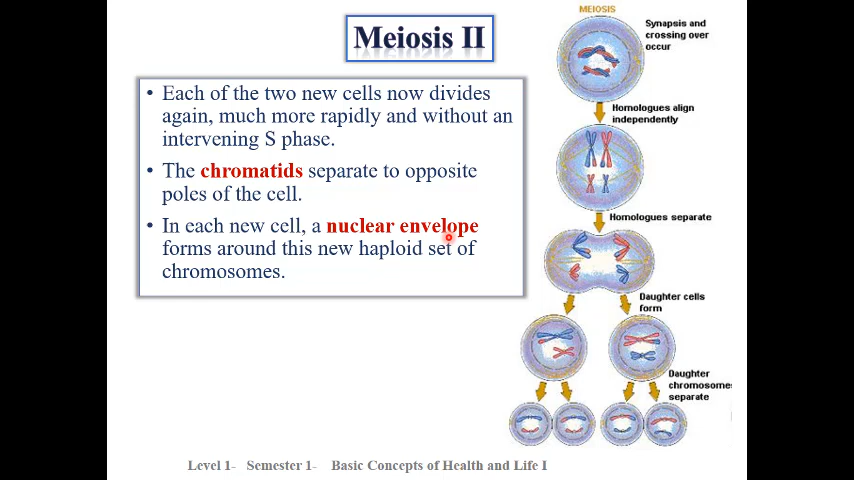 Meiosis II
• Each of the two new cells now divides
again, much more rapidly and without an
intervening S phase.
• The chromatids separate to opposite
poles of the cell.
• In each new cell, a nuclear envelope
forms around this new haploid set of
chromosomes.
MEIOSIS
Synapsis and
crossing over
occur
Homologues align
independently
Homologues separate
Daughter cells
form
Daughter
chromosomes
separate
Level 1- Semester 1- Basic Concepts of Health and Life I